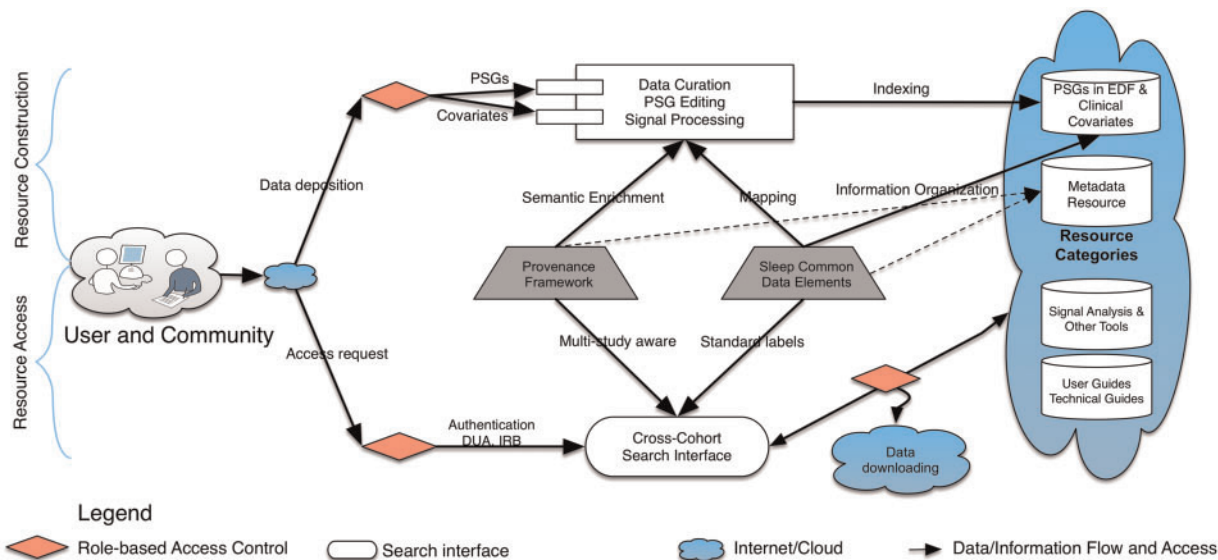 Resource Construction
Resource Access
User and Community
Data deposition
Access request
PSGs
Covariates
Data Curation
PSG Editing
Signal Processing
Indexing
PSGs in EDF &
Clinical
Covariates
Semantic Enrichment
Mapping
Information Organization
Metadata
Resource
Resource
Categories
Provenance
Framework
Sleep Common
Data Elements
Multi-study aware
Standard labels
Signal Analysis &
Other Tools
User Guides
Technical Guides
Authentication
DUA, IRB
Cross-Cohort
Search Interface
Data
downloading
Legend
Role-based Access Control
Search interface
Internet/Cloud
Data/Information Flow and Access